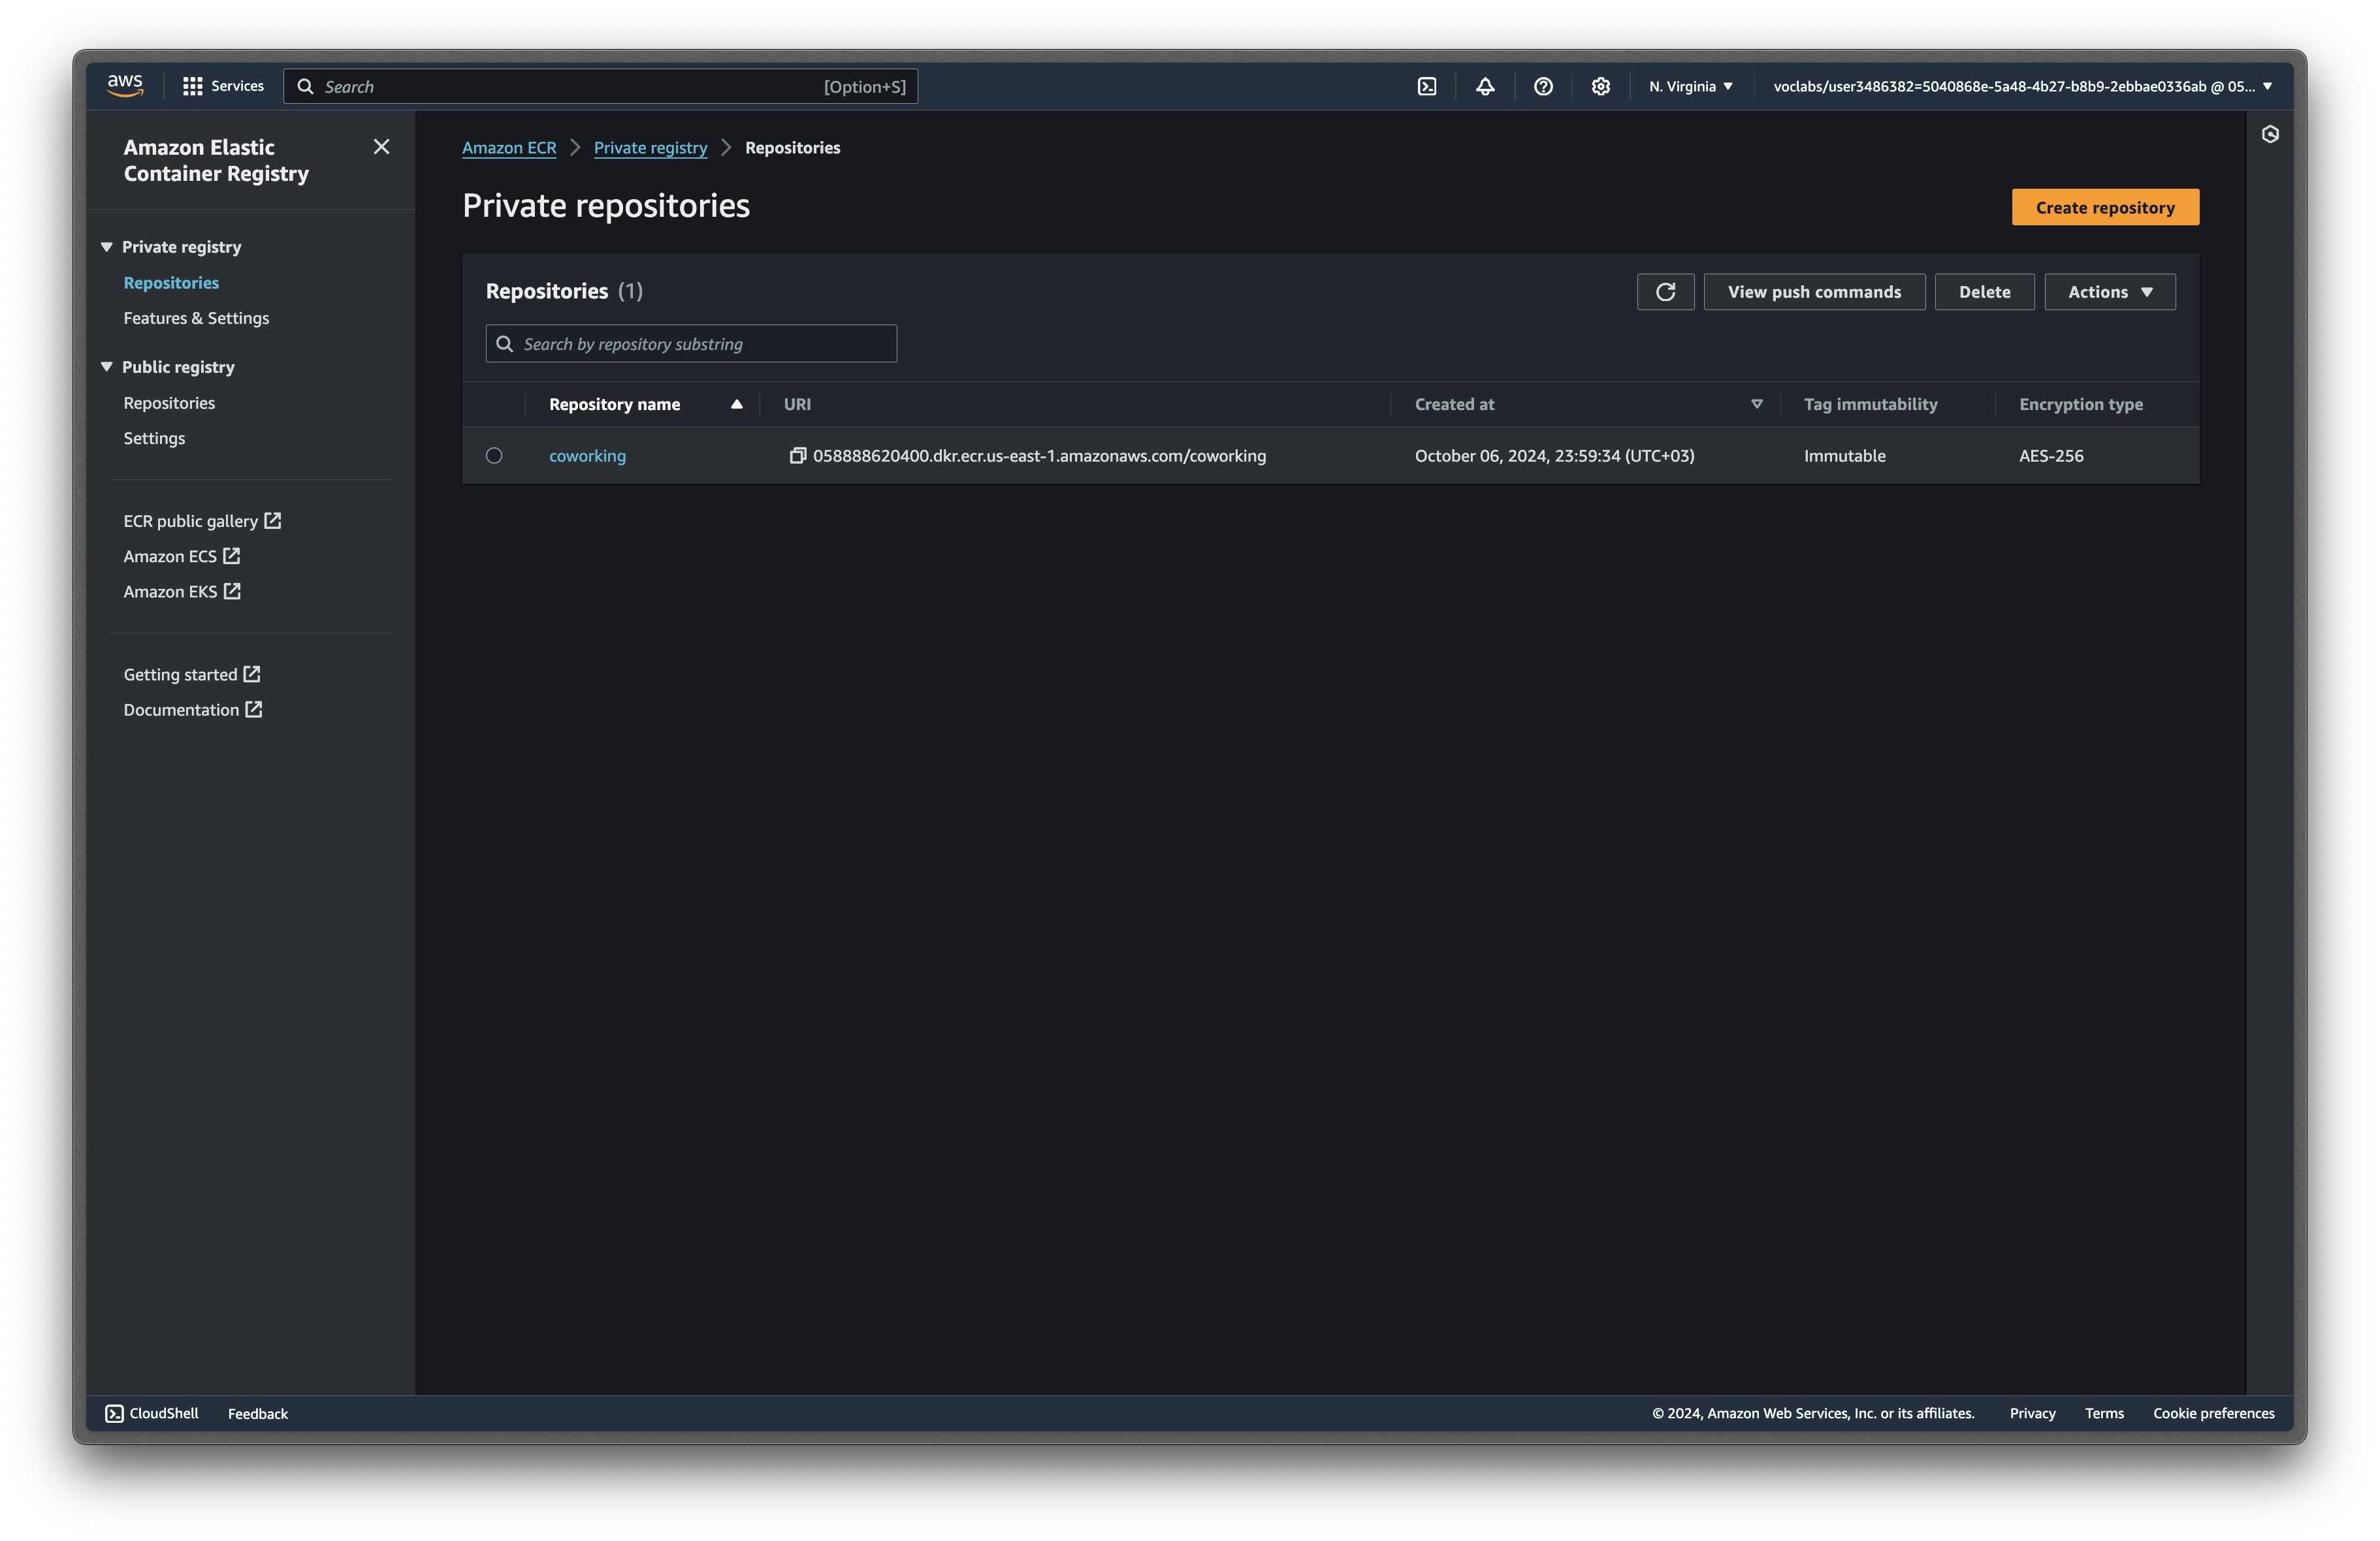 aws Services Search [Option+S] N. Virginia voclabs/user3486382=5040868e-5a48-4b27-b8b9-2ebbae0336ab @ 05...
Amazon Elastic
Container Registry
Private registry
Repositories
Features & Settings
Public registry
Repositories
Settings
ECR public gallery
Amazon ECS
Amazon EKS
Getting started
Documentation
Amazon ECR Private registry Repositories
Private repositories Create repository
Repositories (1) View push commands Delete Actions
Search by repository substring
Repository name URI Created at Tag immutability Encryption type
coworking 058888620400.dkr.ecr.us-east-1.amazonaws.com/coworking October 06, 2024, 23:59:34 (UTC+03) Immutable AES-256
CloudShell Feedback © 2024, Amazon Web Services, Inc. or its affiliates. Privacy Terms Cookie preferences